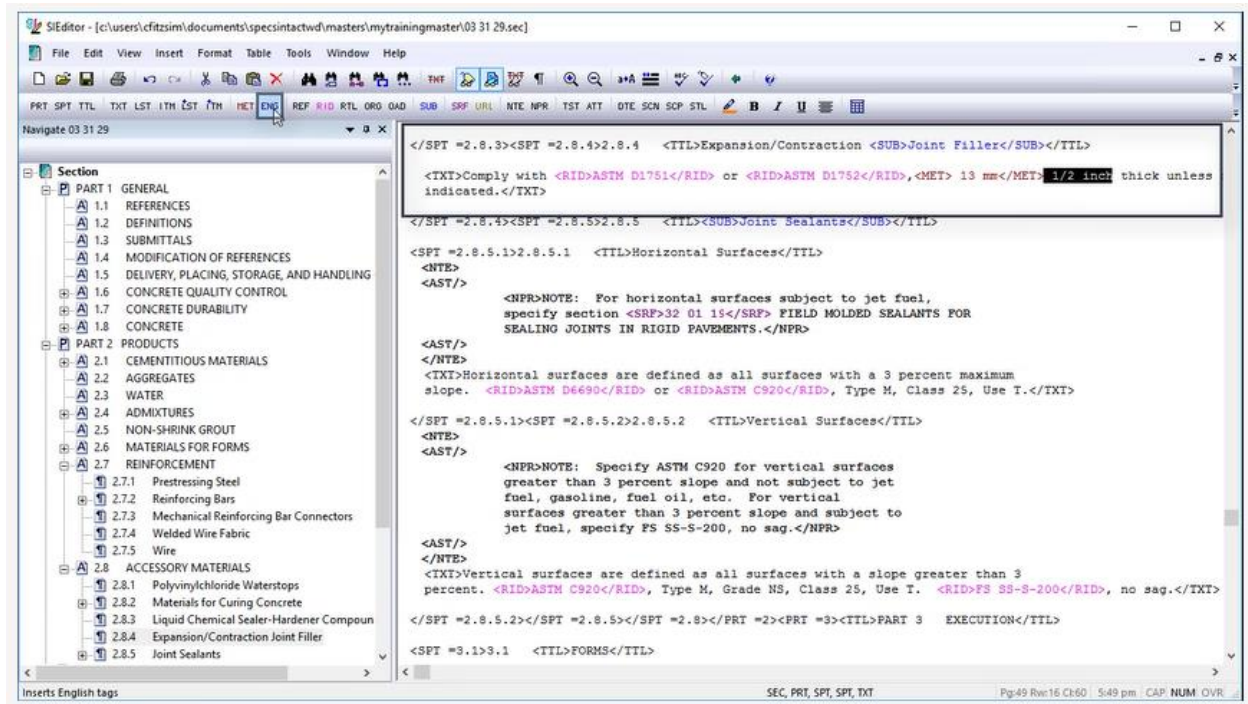 SIEditor - [c:\users\cfitzsim\documents\specsintactwd\masters\mytrainingmaster\03 31 29.sec]
File Edit View Insert Format Table Tools Window Help
PRT SPT TTL TXT LST ITM LST ITM MET ENG REF RID RTL ORG OAD SUB SRF URL NTE NPR TST ATT DTE SCN SCP STL B I U
Navigate 03 31 29
Section
PART 1 GENERAL
1.1 REFERENCES
1.2 DEFINITIONS
1.3 SUBMITTALS
1.4 MODIFICATION OF REFERENCES
1.5 DELIVERY, PLACING, STORAGE, AND HANDLING
1.6 CONCRETE QUALITY CONTROL
1.7 CONCRETE DURABILITY
1.8 CONCRETE
PART 2 PRODUCTS
2.1 CEMENTITIOUS MATERIALS
2.2 AGGREGATES
2.3 WATER
2.4 ADMIXTURES
2.5 NON-SHRINK GROUT
2.6 MATERIALS FOR FORMS
2.7 REINFORCEMENT
2.7.1 Prestressing Steel
2.7.2 Reinforcing Bars
2.7.3 Mechanical Reinforcing Bar Connectors
2.7.4 Welded Wire Fabric
2.7.5 Wire
2.8 ACCESSORY MATERIALS
2.8.1 Polyvinylchloride Waterstops
2.8.2 Materials for Curing Concrete
2.8.3 Liquid Chemical Sealer-Hardener Compoun
2.8.4 Expansion/Contraction Joint Filler
2.8.5 Joint Sealants
</SPT =2.8.3><SPT =2.8.4>2.8.4 <TTL>Expansion/Contraction <SUB>Joint Filler</SUB></TTL>
<TXT>Comply with <RID>ASTM D1751</RID> or <RID>ASTM D1752</RID>,<MET> 13 mm</MET> 1/2 inch thick unless
indicated.</TXT>
</SPT =2.8.4><SPT =2.8.5>2.8.5 <TTL><SUB>Joint Sealants</SUB></TTL>
<SPT =2.8.5.1>2.8.5.1 <TTL>Horizontal Surfaces</TTL>
<NTE>
<AST/>
<NPR>NOTE: For horizontal surfaces subject to jet fuel,
specify section <SRF>32 01 19</SRF> FIELD MOLDED SEALANTS FOR
SEALING JOINTS IN RIGID PAVEMENTS.</NPR>
<AST/>
</NTE>
<TXT>Horizontal surfaces are defined as all surfaces with a 3 percent maximum
slope. <RID>ASTM D6690</RID> or <RID>ASTM C920</RID>, Type M, Class 25, Use T.</TXT>
</SPT =2.8.5.1><SPT =2.8.5.2>2.8.5.2 <TTL>Vertical Surfaces</TTL>
<NTE>
<AST/>
<NPR>NOTE: Specify ASTM C920 for vertical surfaces
greater than 3 percent slope and not subject to jet
fuel, gasoline, fuel oil, etc. For vertical
surfaces greater than 3 percent slope and subject to
jet fuel, specify FS SS-S-200, no sag.</NPR>
<AST/>
</NTE>
<TXT>Vertical surfaces are defined as all surfaces with a slope greater than 3
percent. <RID>ASTM C920</RID>, Type M, Grade NS, Class 25, Use T. <RID>FS SS-S-200</RID>, no sag.</TXT>
</SPT =2.8.5.2></SPT =2.8.5></SPT =2.8></PRT =2><PRT =3><TTL>PART 3 EXECUTION</TTL>
<SPT =3.1>3.1 <TTL>FORMS</TTL>
Inserts English tags
SEC, PRT, SPT, SPT, TXT
Pg:49 Rw:16 Cl:60 5:49 pm CAP NUM OVR